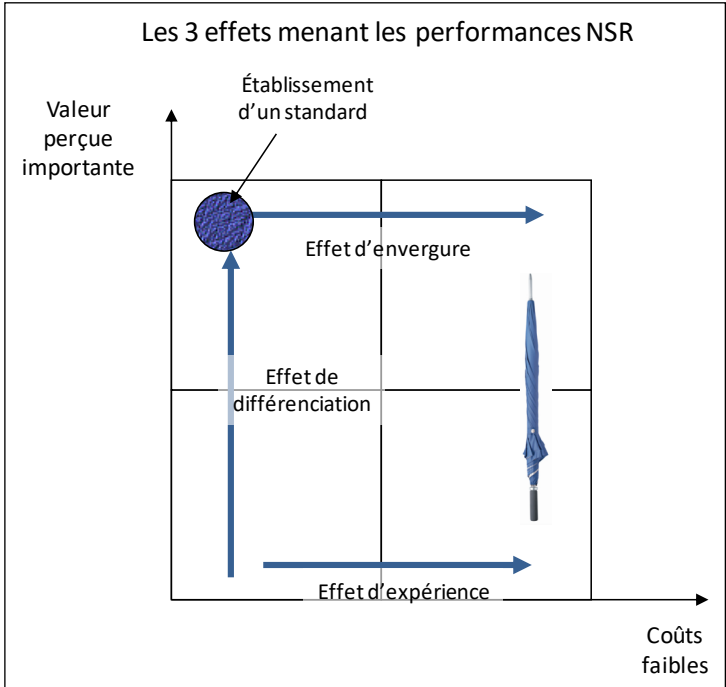 Les 3 effets menant les performances NSR
Établissement
d’un standard
Valeur
perçue
importante
Effet d’envergure
Effet de
différenciation
Effet d’expérience
Coûts
faibles